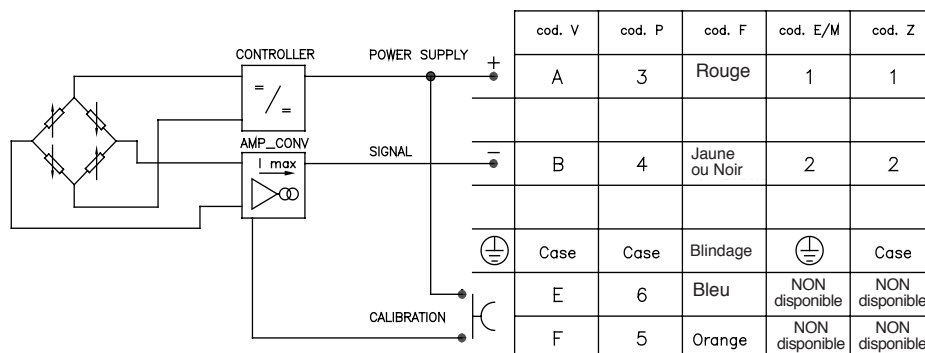 cod. V cod. P cod. F cod. E/M cod. Z
CONTROLLER
POWER SUPPLY
+
A 3 Rouge 1 1
= / =
AMP_CONV
I max
SIGNAL
–
B 4 Jaune
ou Noir 2 2
Case Case Blindage Case
E 6 Bleu NON
disponible NON
disponible
CALIBRATION
F 5 Orange NON
disponible NON
disponible